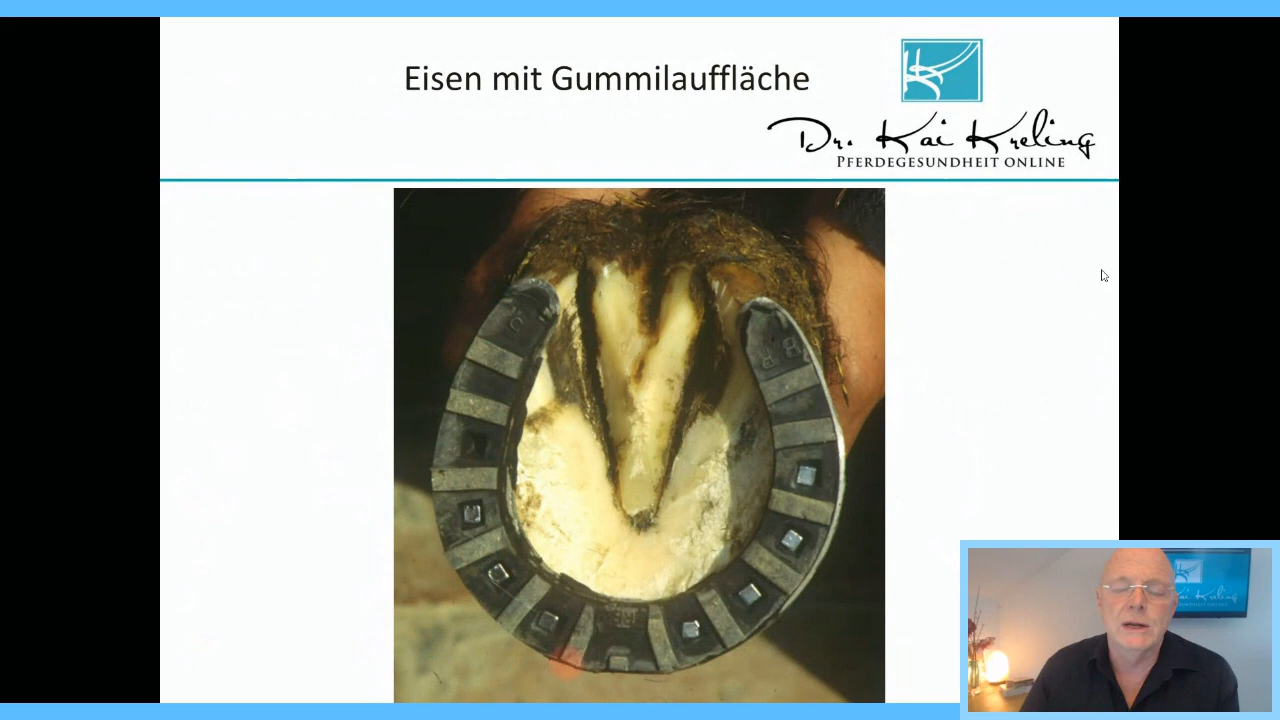 Eisen mit Gummilauffläche
Dr. Kai Kreling
PFERDEGESUNDHEIT ONLINE